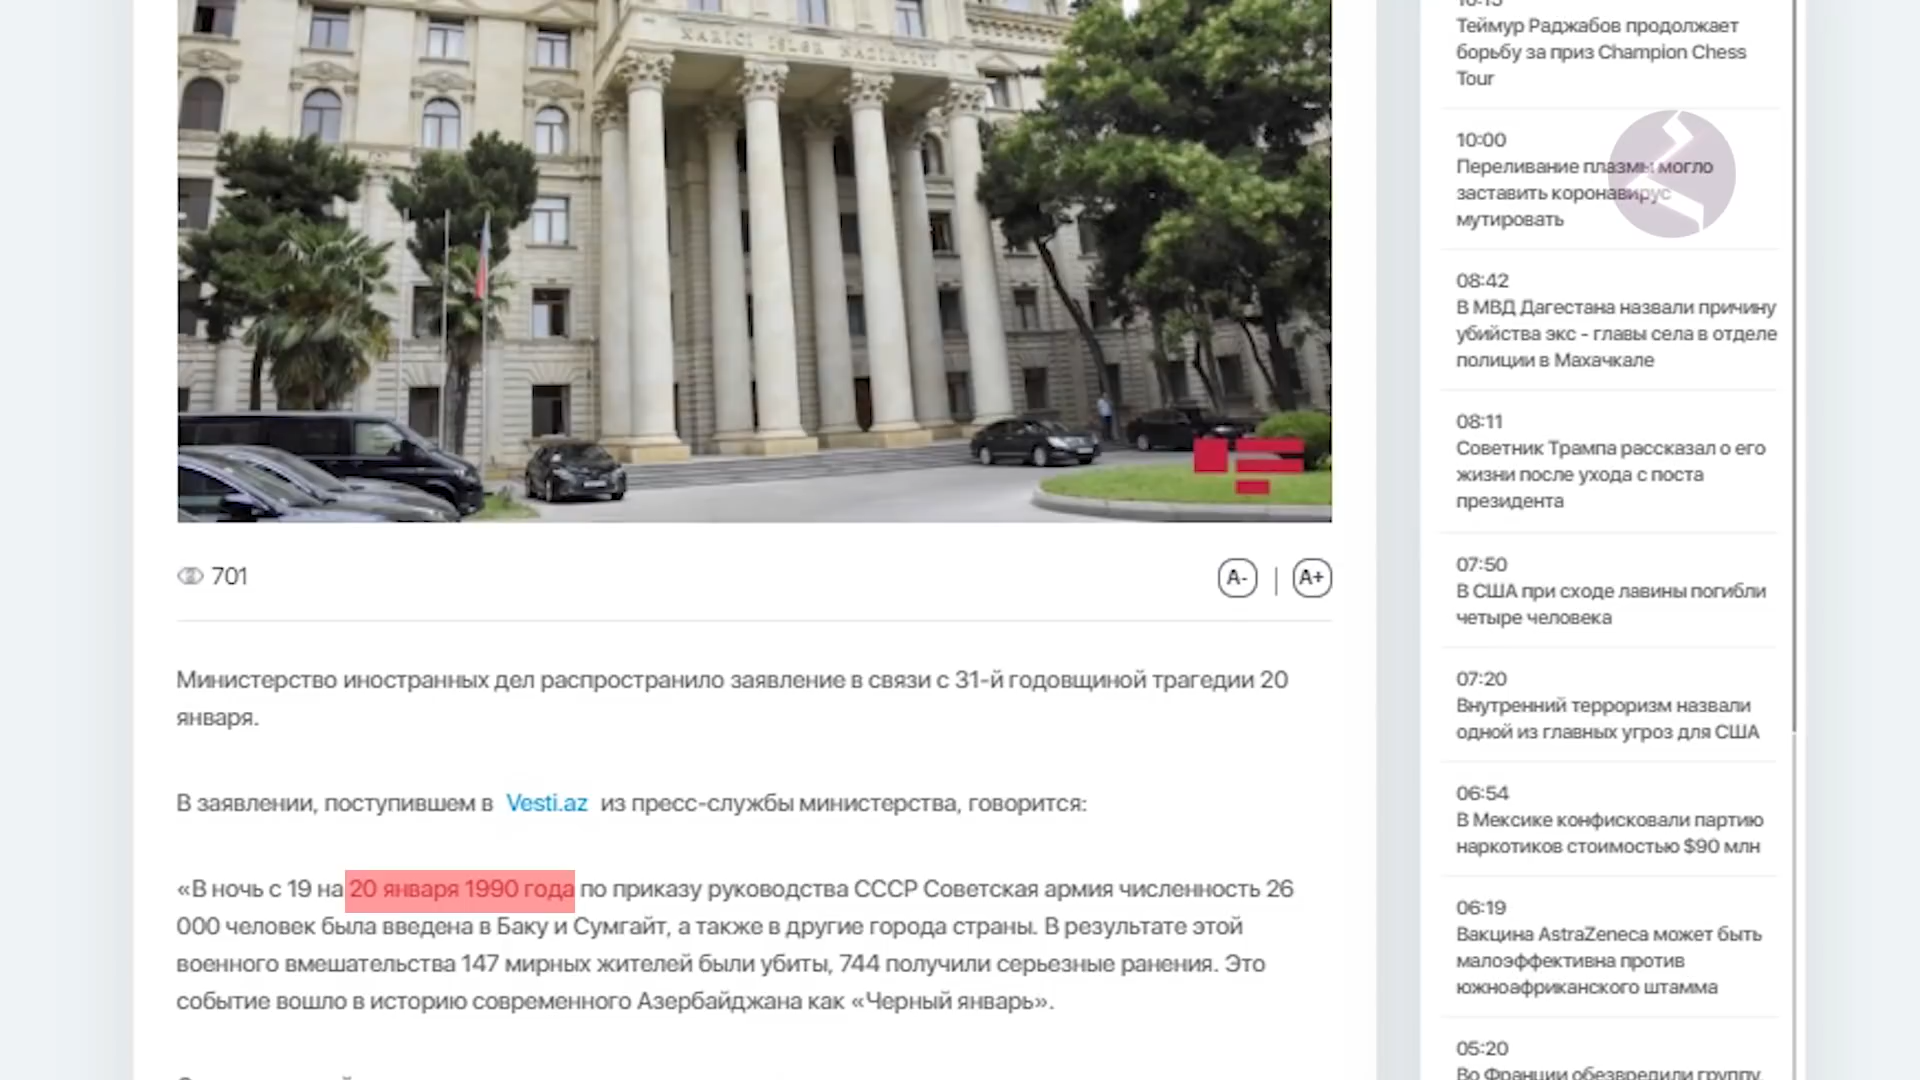 XARİCİ İŞLƏR NAZİRLİYİ
701
A- | A+
Министерство иностранных дел распространило заявление в связи с 31-й годовщиной трагедии 20
января.
В заявлении, поступившем в Vesti.az из пресс-службы министерства, говорится:
«В ночь с 19 на 20 января 1990 года по приказу руководства СССР Советская армия численность 26
000 человек была введена в Баку и Сумгайт, а также в другие города страны. В результате этой
военного вмешательства 147 мирных жителей были убиты, 744 получили серьезные ранения. Это
событие вошло в историю современного Азербайджана как «Черный январь».
10:15
Теймур Раджабов продолжает
борьбу за приз Champion Chess
Tour
10:00
Переливание плазмы могло
заставить коронавирус
мутировать
08:42
В МВД Дагестана назвали причину
убийства экс - главы села в отделе
полиции в Махачкале
08:11
Советник Трампа рассказал о его
жизни после ухода с поста
президента
07:50
В США при сходе лавины погибли
четыре человека
07:20
Внутренний терроризм назвали
одной из главных угроз для США
06:54
В Мексике конфисковали партию
наркотиков стоимостью $90 млн
06:19
Вакцина AstraZeneca может быть
малоэффективна против
южноафриканского штамма
05:20
Во Франции обезвредили группу